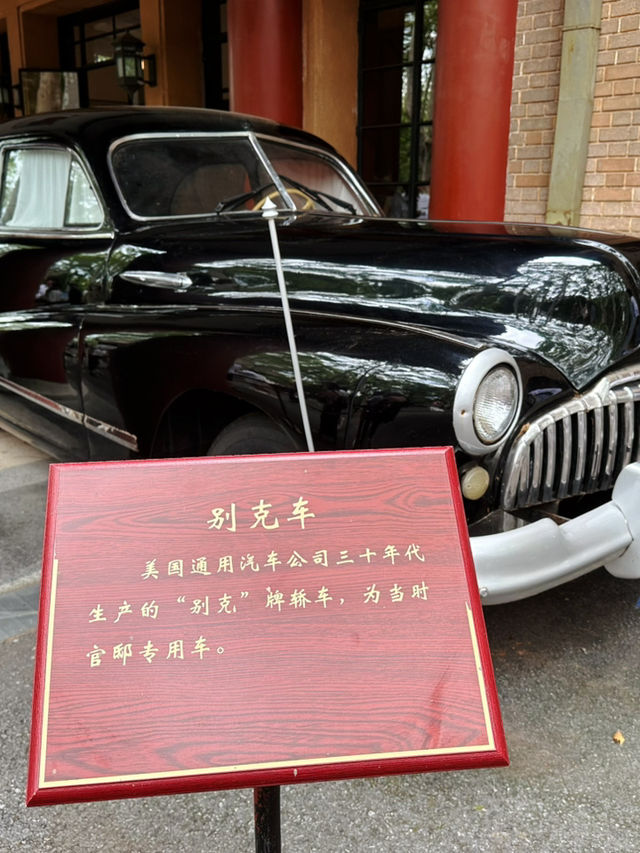 别克车
美国通用汽车公司三十年代
生产的“别克”牌轿车，为当时
官邸专用车。